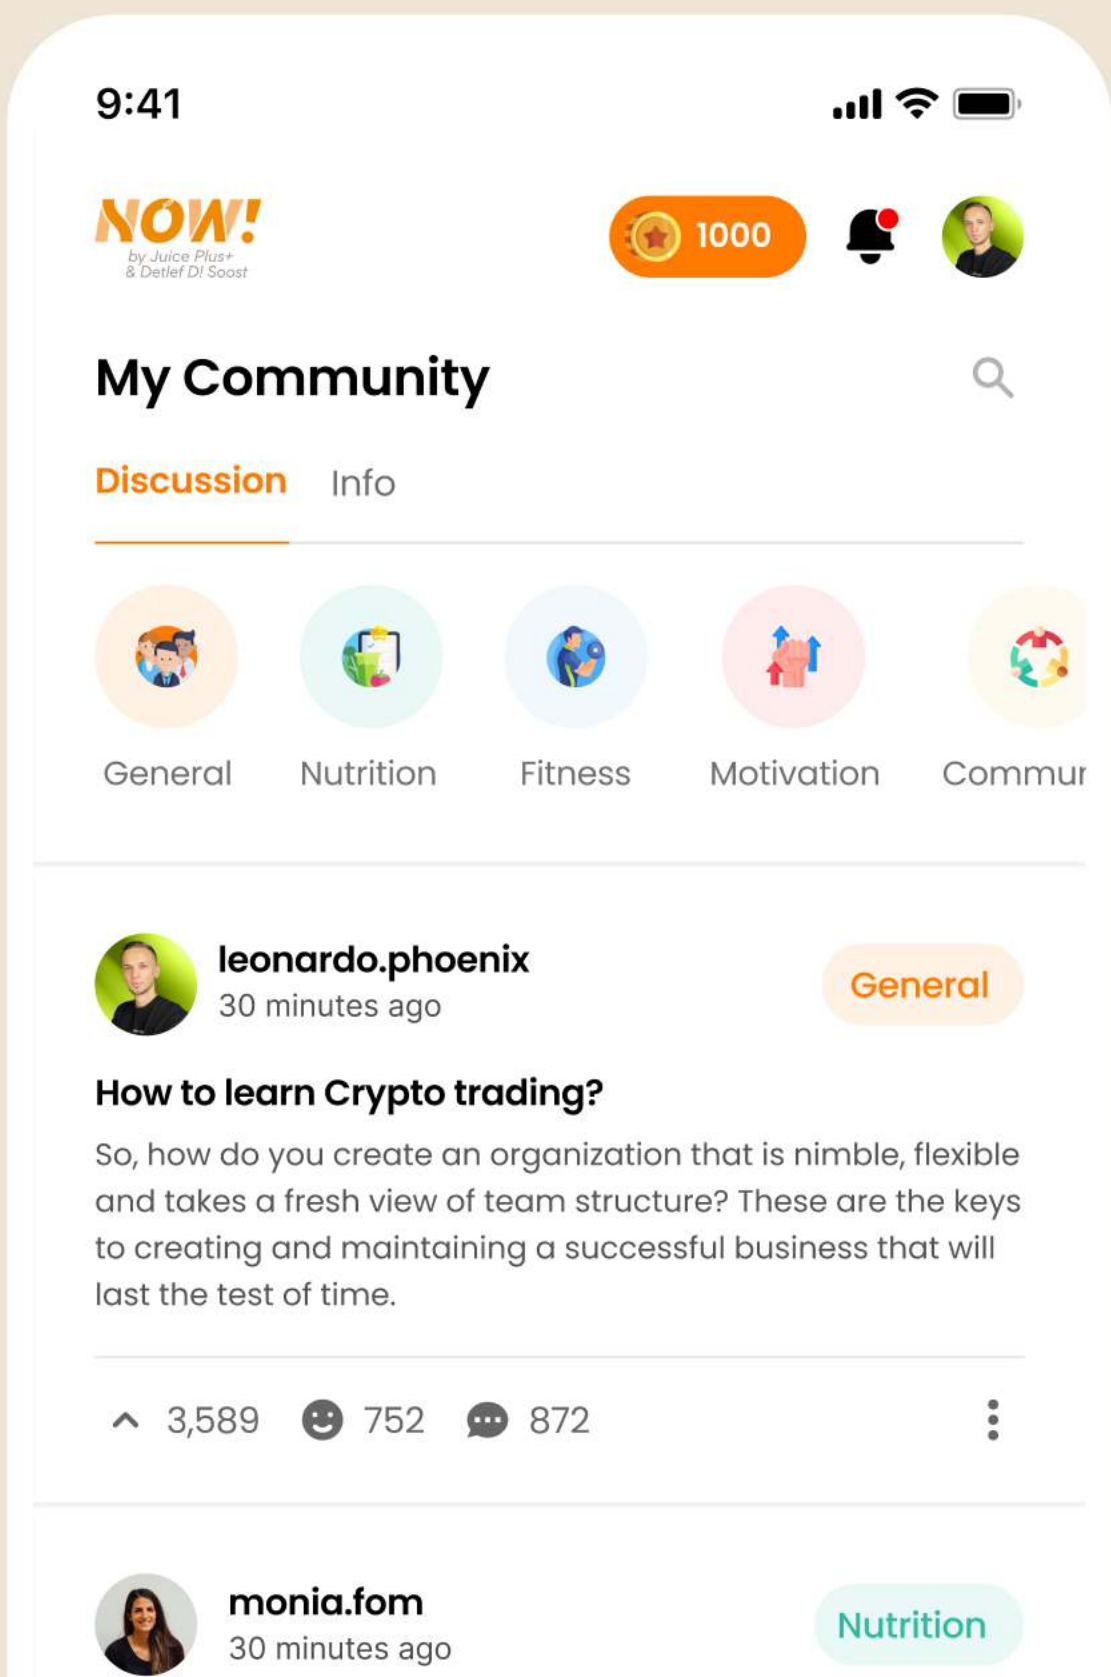 9:41
NOW!
by Juice Plus+
& Detlef D! Soost
1000
My Community
Discussion Info
General Nutrition Fitness Motivation Commur
leonardo.phoenix
30 minutes ago
General
How to learn Crypto trading?
So, how do you create an organization that is nimble, flexible
and takes a fresh view of team structure? These are the keys
to creating and maintaining a successful business that will
last the test of time.
3,589 752 872
monia.fom
30 minutes ago
Nutrition